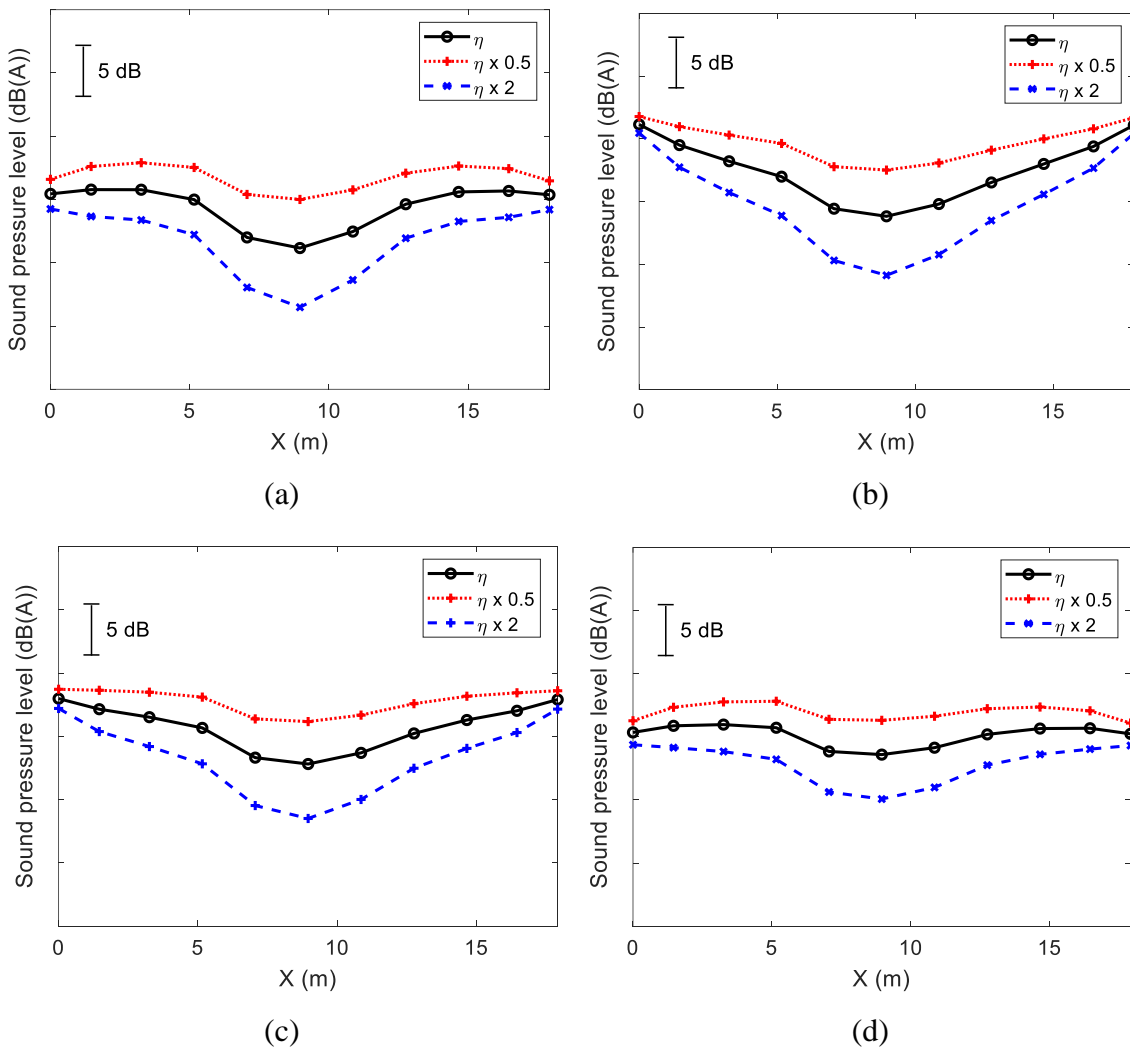 Sound pressure level (dB(A))
5 dB
η
η x 0.5
η x 2
0
5
10
15
X (m)
(a)
Sound pressure level (dB(A))
5 dB
η
η x 0.5
η x 2
0
5
10
15
X (m)
(b)
Sound pressure level (dB(A))
5 dB
η
η x 0.5
η x 2
0
5
10
15
X (m)
(c)
Sound pressure level (dB(A))
5 dB
η
η x 0.5
η x 2
0
5
10
15
X (m)
(d)